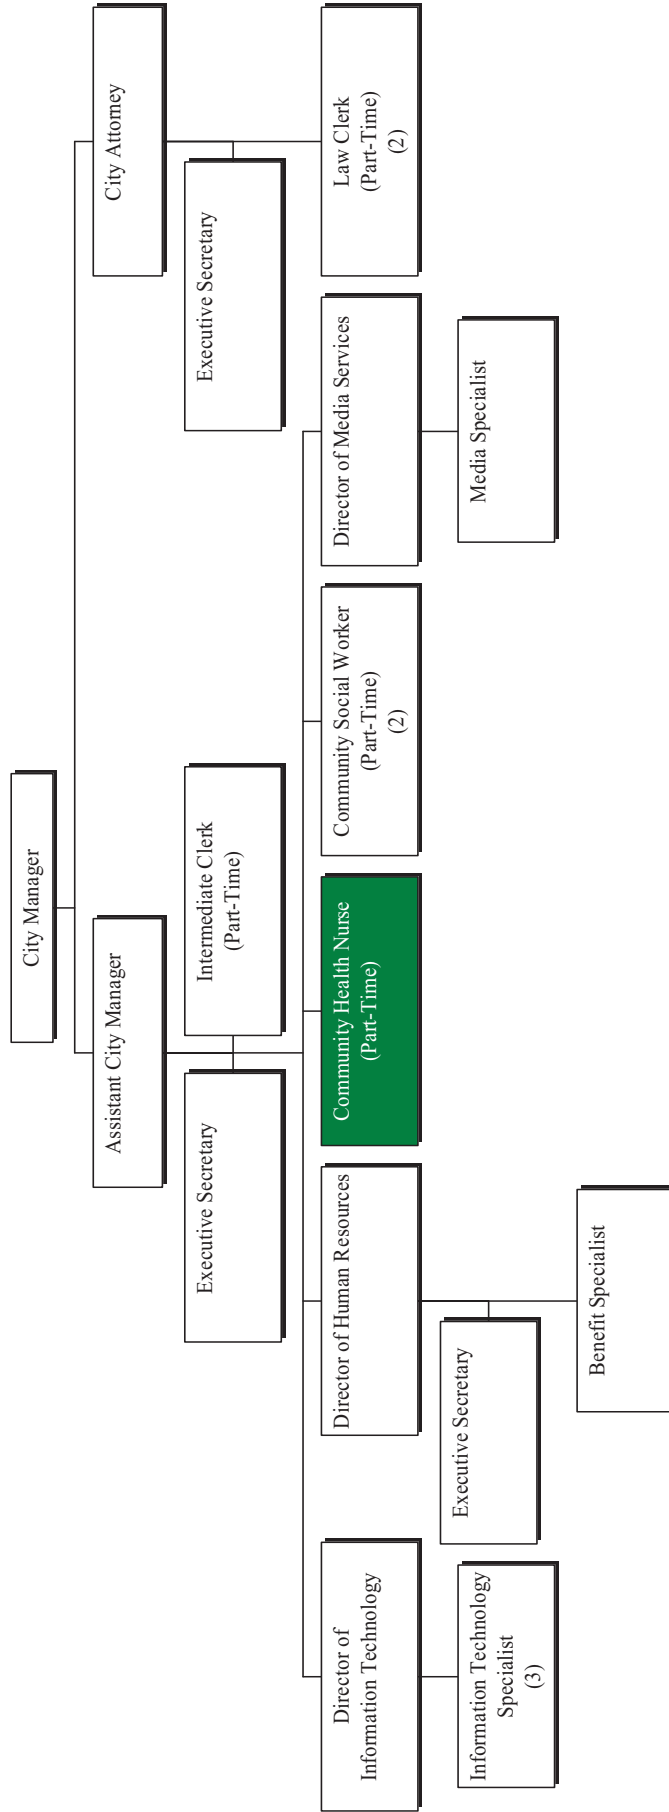 City Manager
Assistant City Manager
City Attorney
Executive Secretary
Intermediate Clerk
(Part-Time)
Executive Secretary
Director of
Information Technology
Director of Human Resources
Community Health Nurse
(Part-Time)
Community Social Worker
(Part-Time)
(2)
Director of Media Services
Law Clerk
(Part-Time)
(2)
Information Technology
Specialist
(3)
Executive Secretary
Media Specialist
Benefit Specialist